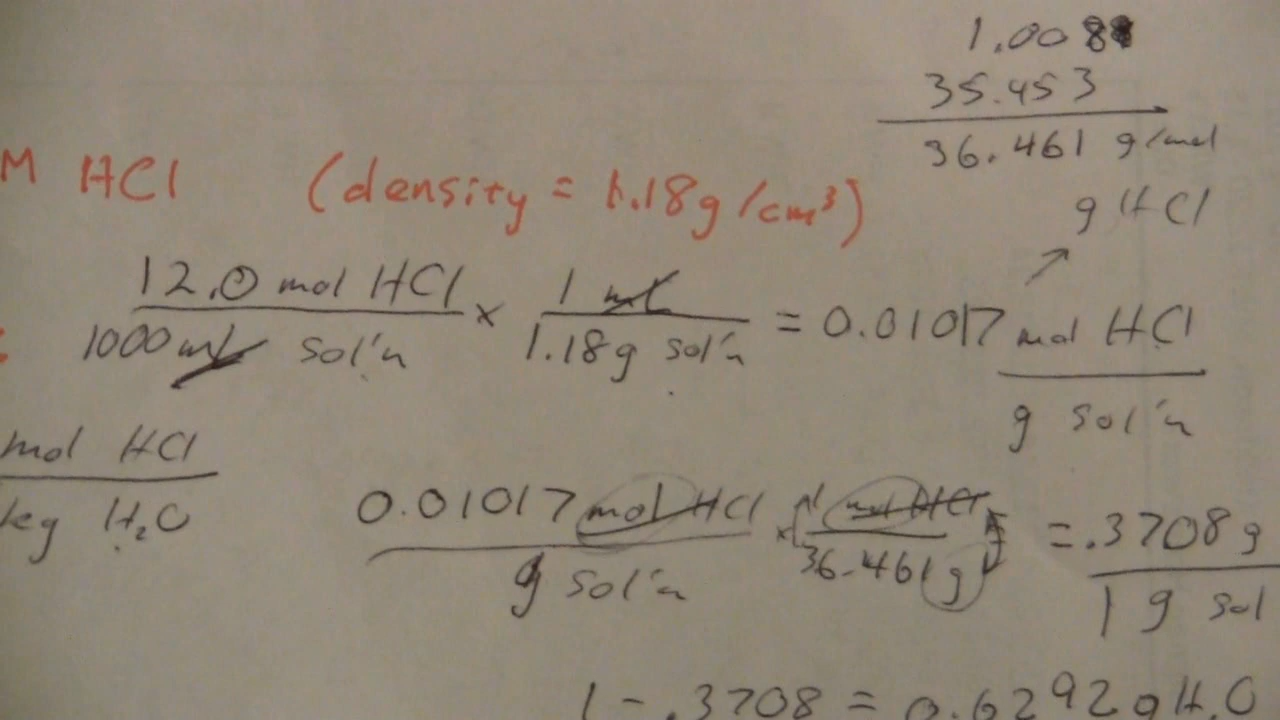 1.008
35.453
36.461 g/mol
M HCl (density = 1.18g/cm³)
g HCl
12.0 mol HCl × 1 mL = 0.01017 mol HCl
1000 mL sol'n 1.18g sol'n g sol'n
mol HCl
kg H₂O
0.01017 mol HCl × 1 mol HCl = .3708 g
g sol'n 36.461 g 1 g sol
1 - .3708 = 0.6292 g H₂O